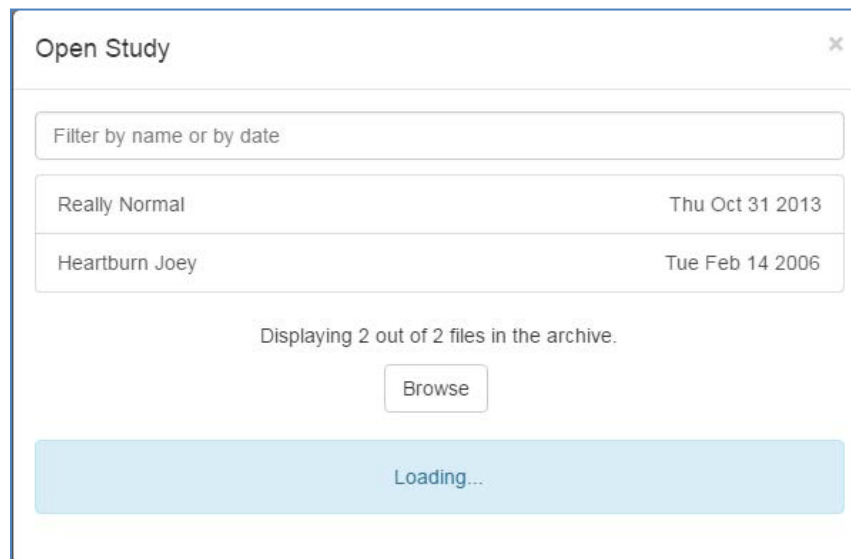 Open Study ×
Filter by name or by date
Really Normal Thu Oct 31 2013
Heartburn Joey Tue Feb 14 2006
Displaying 2 out of 2 files in the archive.
Browse
Loading...